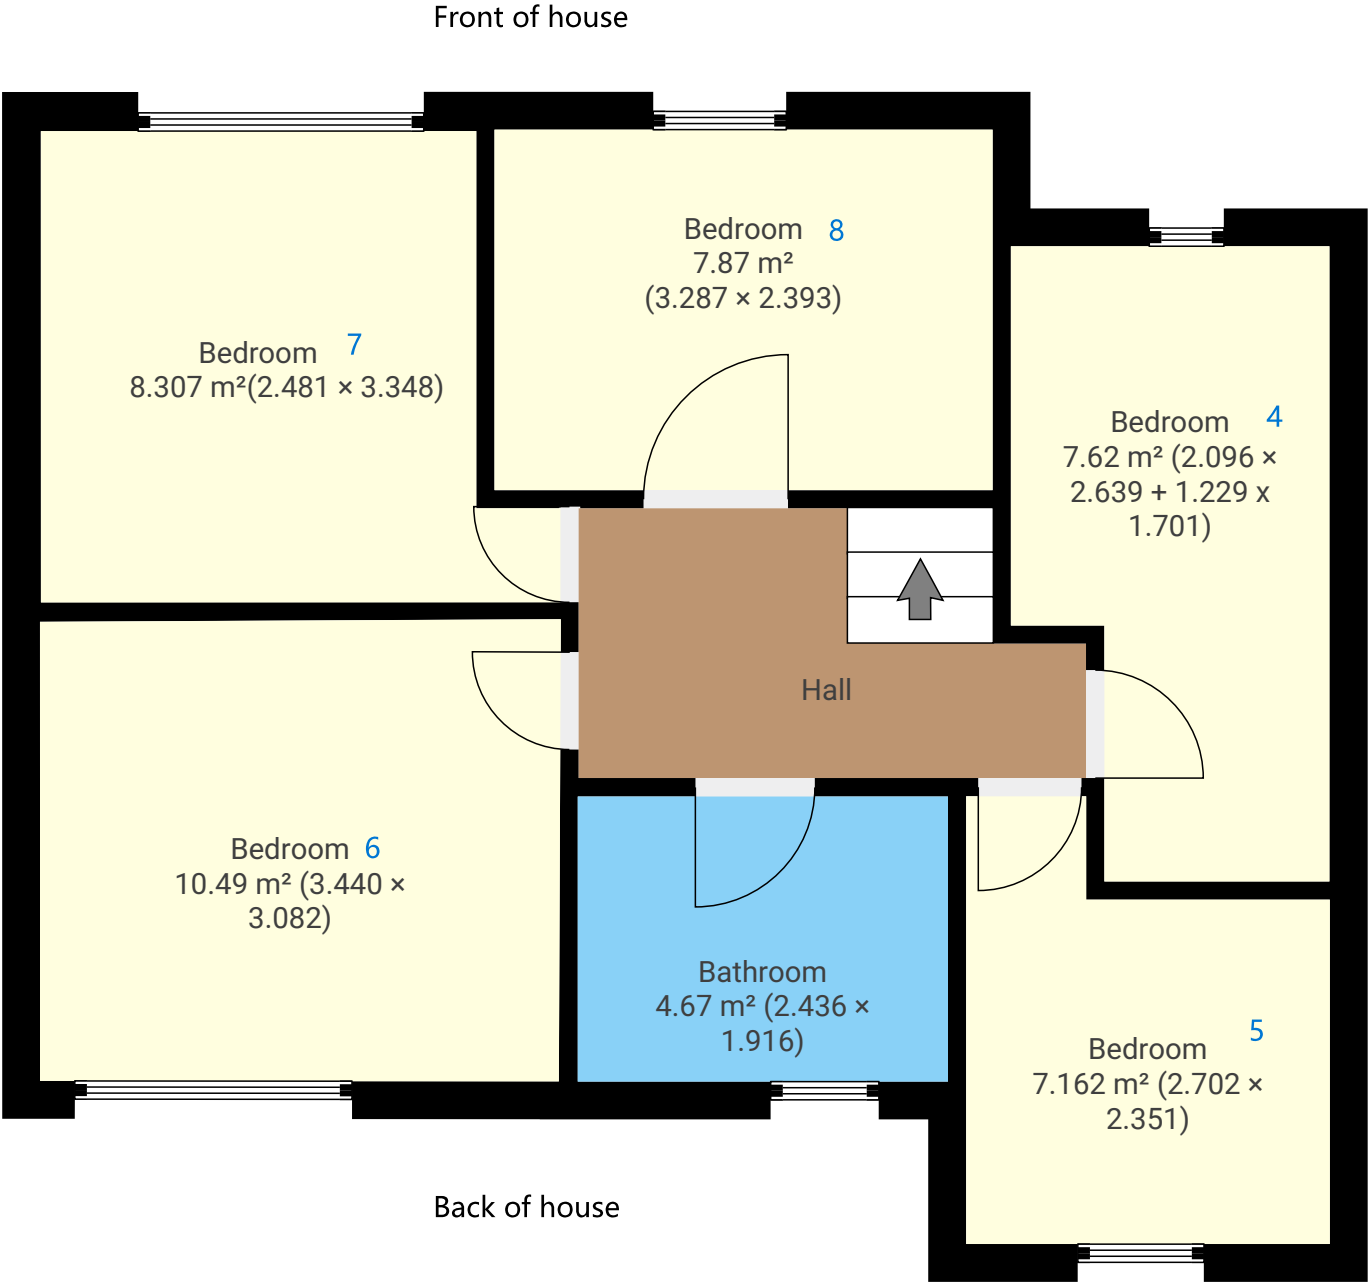 Front of house
Bedroom 8
7.87 m²
(3.287 × 2.393)
Bedroom 7
8.307 m²(2.481 × 3.348)
Bedroom 4
7.62 m² (2.096 ×
2.639 + 1.229 x
1.701)
Hall
Bedroom 6
10.49 m² (3.440 ×
3.082)
Bathroom
4.67 m² (2.436 ×
1.916)
Bedroom 5
7.162 m² (2.702 ×
2.351)
Back of house